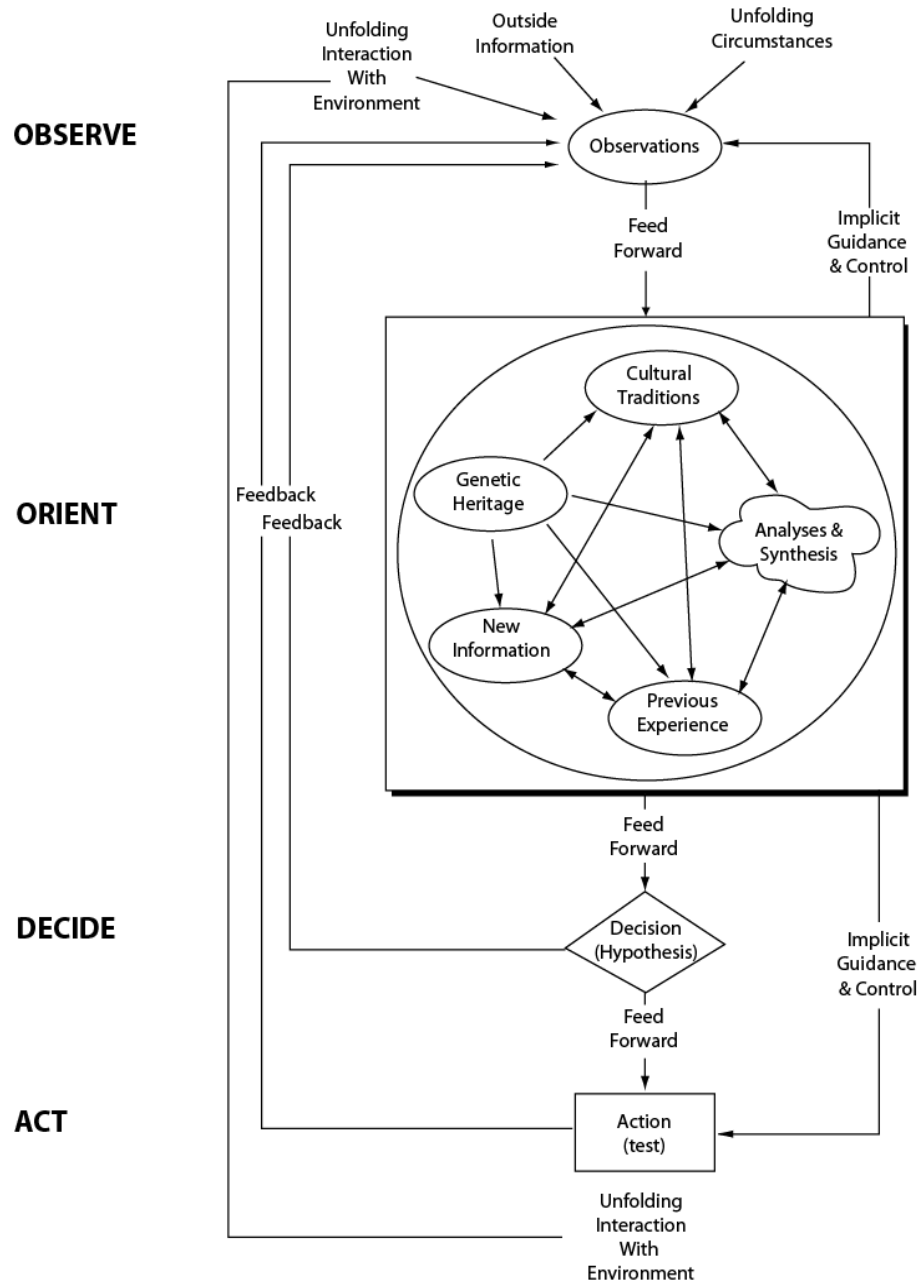 Unfolding
Interaction
With
Environment
Outside
Information
Unfolding
Circumstances
OBSERVE
Observations
Feed
Forward
Implicit
Guidance
& Control
Cultural
Traditions
ORIENT
Feedback
Feedback
Genetic
Heritage
Analyses &
Synthesis
New
Information
Previous
Experience
Feed
Forward
DECIDE
Decision
(Hypothesis)
Implicit
Guidance
& Control
Feed
Forward
ACT
Action
(test)
Unfolding
Interaction
With
Environment